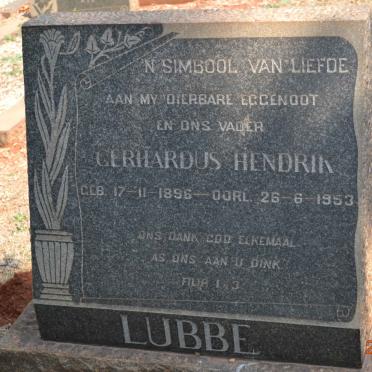 'N SIMBOOL VAN LIEFDE
AAN MY DIERBARE EGGENOOT
EN ONS VADER
GERHARDUS HENDRIK
GEB. 17-11-1896 - OORL. 26-6-1953
ONS DANK GOD ELKEMAAL
AS ONS AAN U DINK
FILIP. 1 : 3
LUBBE